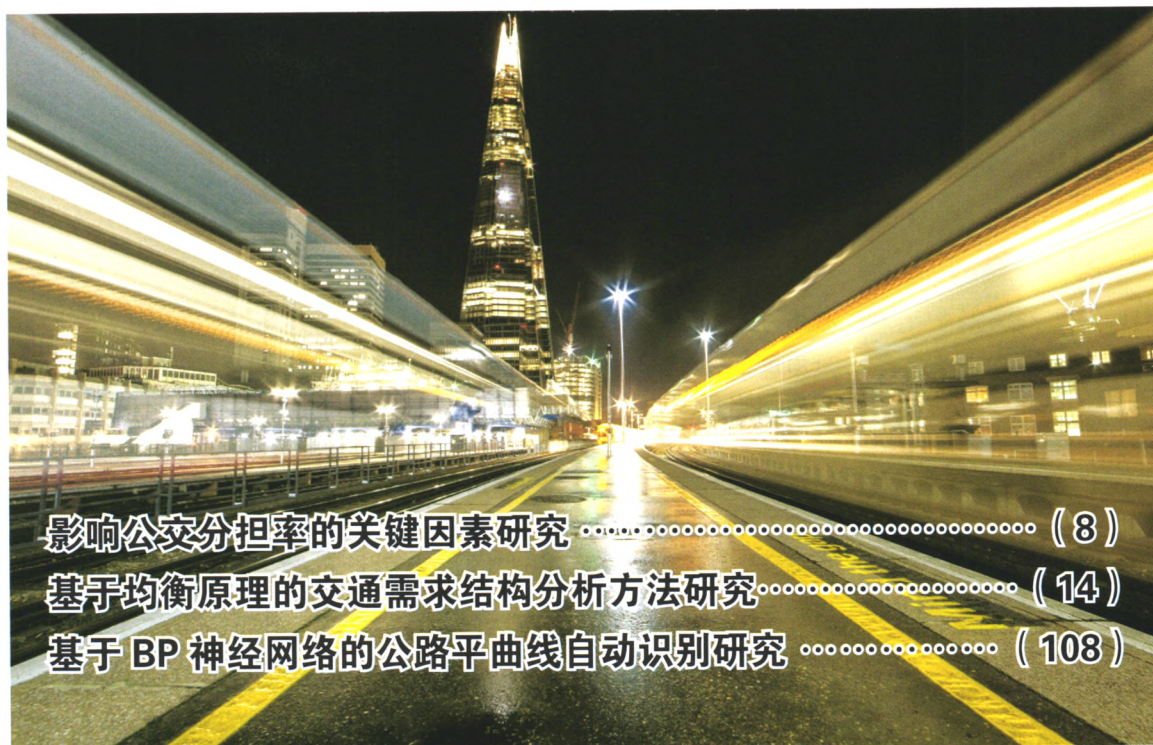 影响公交分担率的关键因素研究 ………………………………… (8)
基于均衡原理的交通需求结构分析方法研究………………… (14)
基于 BP 神经网络的公路平曲线自动识别研究 …………… (108)